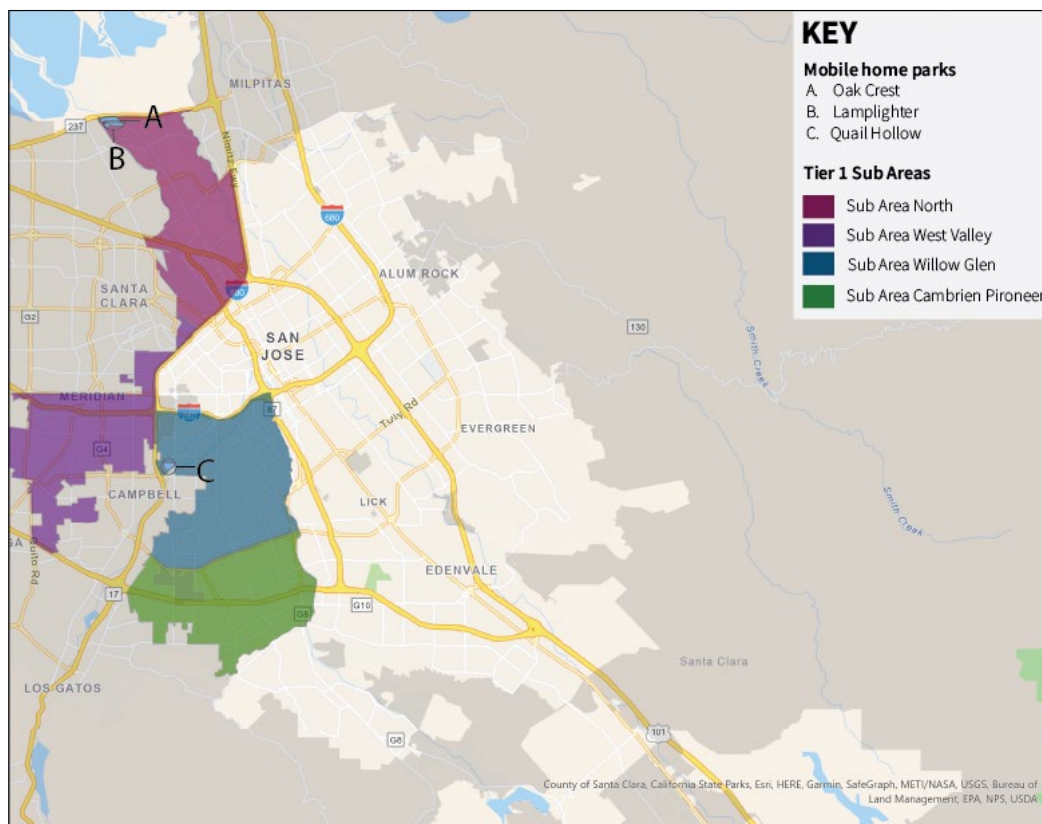 KEY
Mobile home parks
A. Oak Crest
B. Lamplighter
C. Quail Hollow
Tier 1 Sub Areas
Sub Area North
Sub Area West Valley
Sub Area Willow Glen
Sub Area Cambrien Pironeer
MILPITAS
237
A
B
Nimitz Fwy
680
ALUM ROCK
SANTA
CLARA
G2
130
SAN
JOSE
Smith Creek
MERIDIAN
87
Tully Rd
EVERGREEN
G4
C
CAMPBELL
LICK
Smith Creek
GA
Quito Rd
EDENVALE
17
G10
G8
Santa Clara
LOS GATOS
G8
101
County of Santa Clara, California State Parks, Esri, HERE, Garmin, SafeGraph, METI/NASA, USGS, Bureau of
Land Management, EPA, NPS, USDA